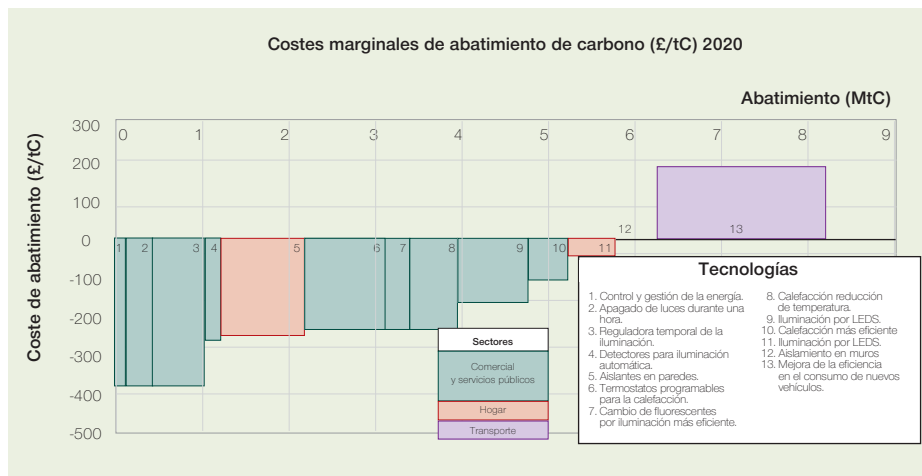 Costes marginales de abatimiento de carbono (£/tC) 2020
Abatimiento (MtC)
Coste de abatimiento (£/tC)
300
200
100
0
-100
-200
-300
-400
-500
0 1 2 3 4 5 6 7 8 9
1 2 3 4 5 6 7 8 9 10 11 12 13
Sectores
Comercial
y servicios públicos
Hogar
Transporte
Tecnologías
1. Control y gestión de la energía.
2. Apagado de luces durante una
hora.
3. Reguladora temporal de la
iluminación.
4. Detectores para iluminación
automática.
5. Aislantes en paredes.
6. Termostatos programables
para la calefacción.
7. Cambio de fluorescentes
por iluminación más eficiente.
8. Calefacción reducción
de temperatura.
9. Iluminación por LEDS.
10. Calefacción más eficiente
11. Iluminación por LEDS.
12. Aislamiento en muros
13. Mejora de la eficiencia
en el consumo de nuevos
vehículos.